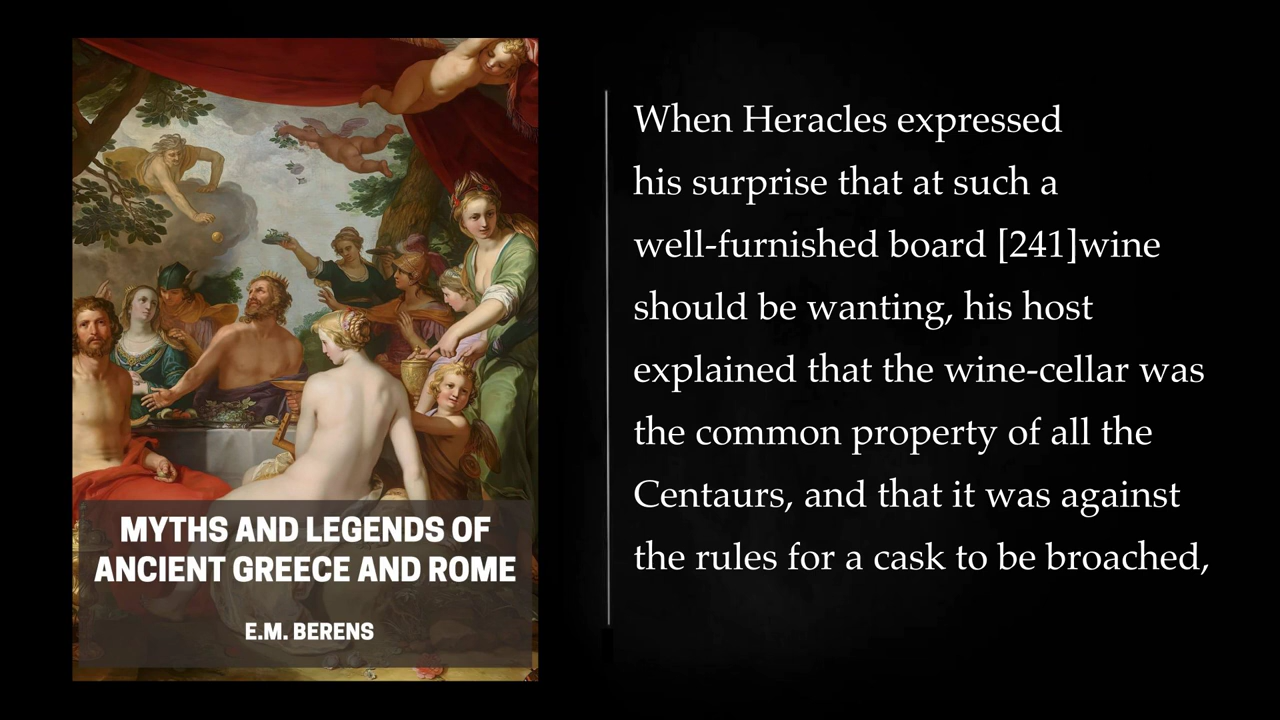 MYTHS AND LEGENDS OF
ANCIENT GREECE AND ROME
E.M. BERENS
When Heracles expressed
his surprise that at such a
well-furnished board [241]wine
should be wanting, his host
explained that the wine-cellar was
the common property of all the
Centaurs, and that it was against
the rules for a cask to be broached,